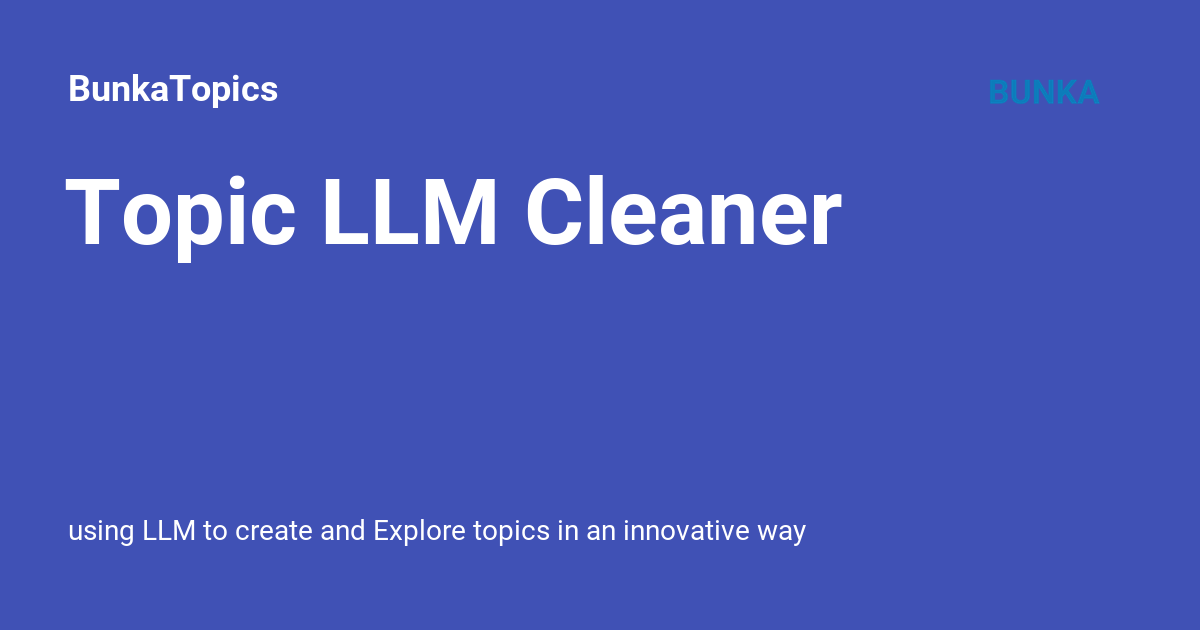 BunkaTopics
BUNKA
Topic LLM Cleaner
using LLM to create and Explore topics in an innovative way